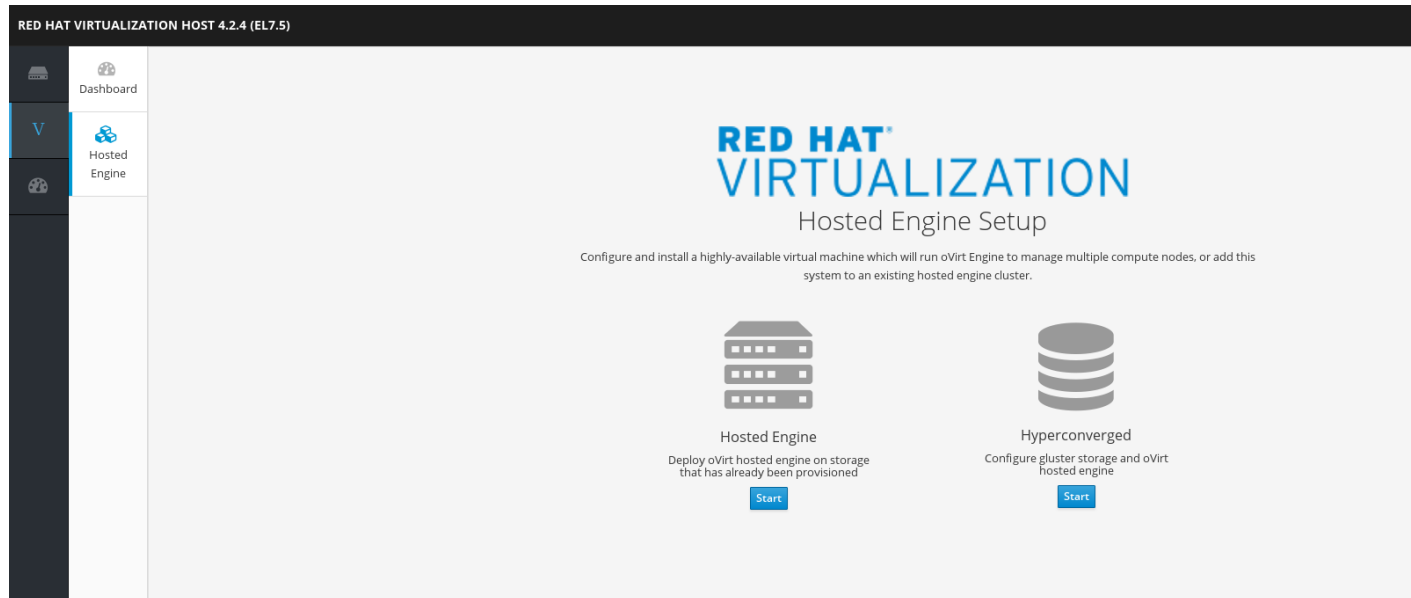 RED HAT VIRTUALIZATION HOST 4.2.4 (EL7.5)
V
Dashboard
Hosted
Engine
RED HAT®
VIRTUALIZATION
Hosted Engine Setup
Configure and install a highly-available virtual machine which will run oVirt Engine to manage multiple compute nodes, or add this
system to an existing hosted engine cluster.
Hosted Engine
Deploy oVirt hosted engine on storage
that has already been provisioned
Start
Hyperconverged
Configure gluster storage and oVirt
hosted engine
Start